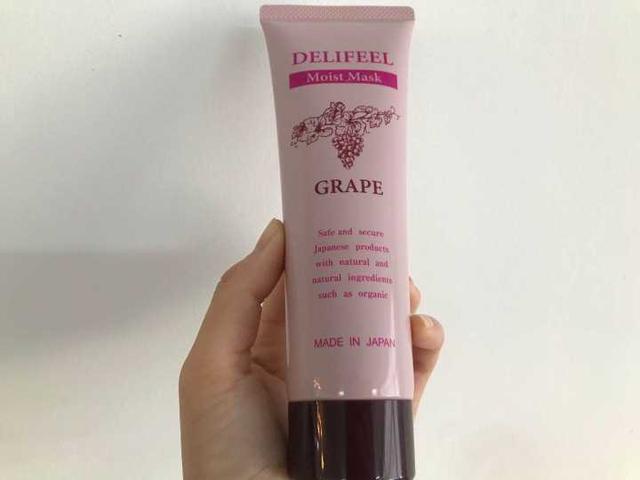 DELIFEEL
Moist Mask
GRAPE
Safe and secure
Japanese products
with natural and
natural ingredients
such as organic
MADE IN JAPAN